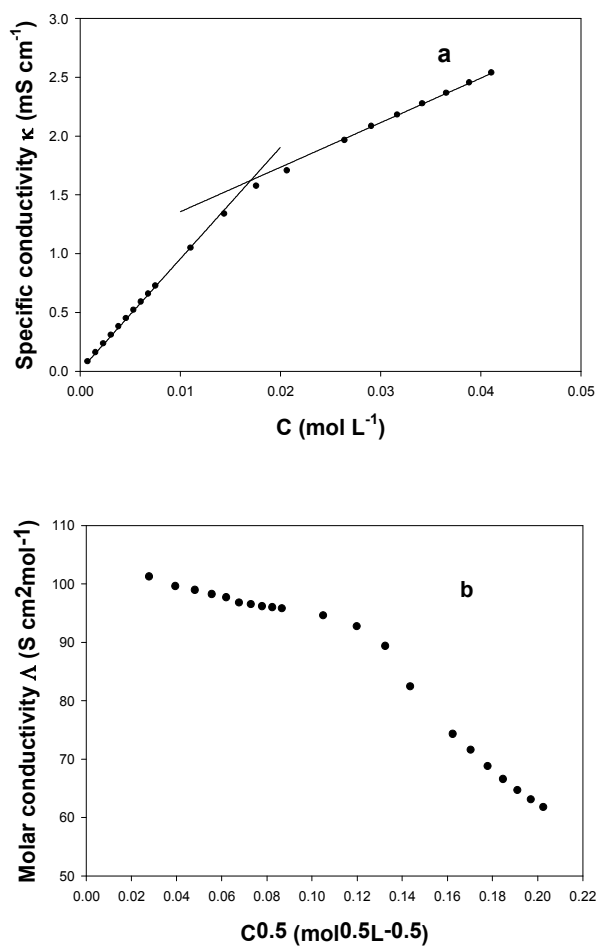 a
Specific conductivity κ (mS cm-1)
3.0
2.5
2.0
1.5
1.0
0.5
0.0
0.00 0.01 0.02 0.03 0.04 0.05
C (mol L-1)
b
Molar conductivity Λ (S cm2mol-1)
110
100
90
80
70
60
50
0.00 0.04 0.06 0.08 0.10 0.12 0.14 0.16 0.18 0.20 0.22
C0.5 (mol0.5L-0.5)